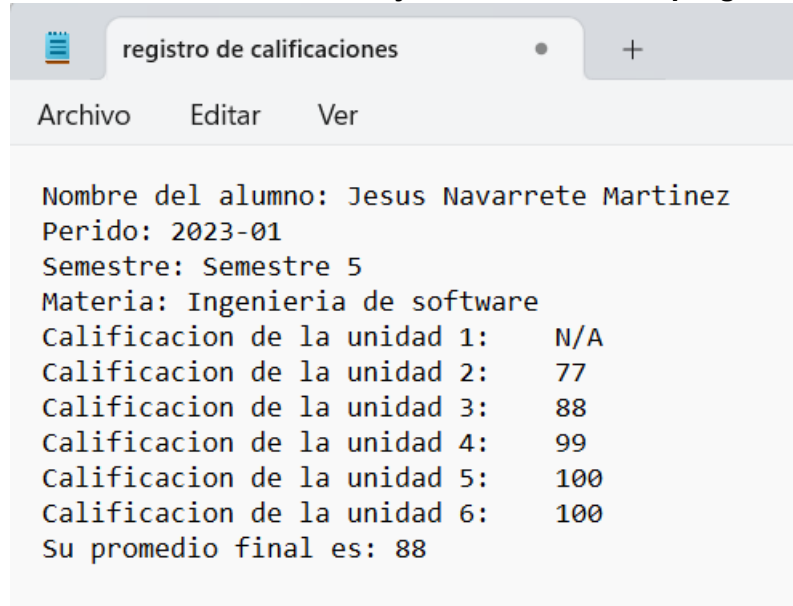 registro de calificaciones
Archivo Editar Ver
Nombre del alumno: Jesus Navarrete Martinez
Perido: 2023-01
Semestre: Semestre 5
Materia: Ingenieria de software
Calificacion de la unidad 1: N/A
Calificacion de la unidad 2: 77
Calificacion de la unidad 3: 88
Calificacion de la unidad 4: 99
Calificacion de la unidad 5: 100
Calificacion de la unidad 6: 100
Su promedio final es: 88